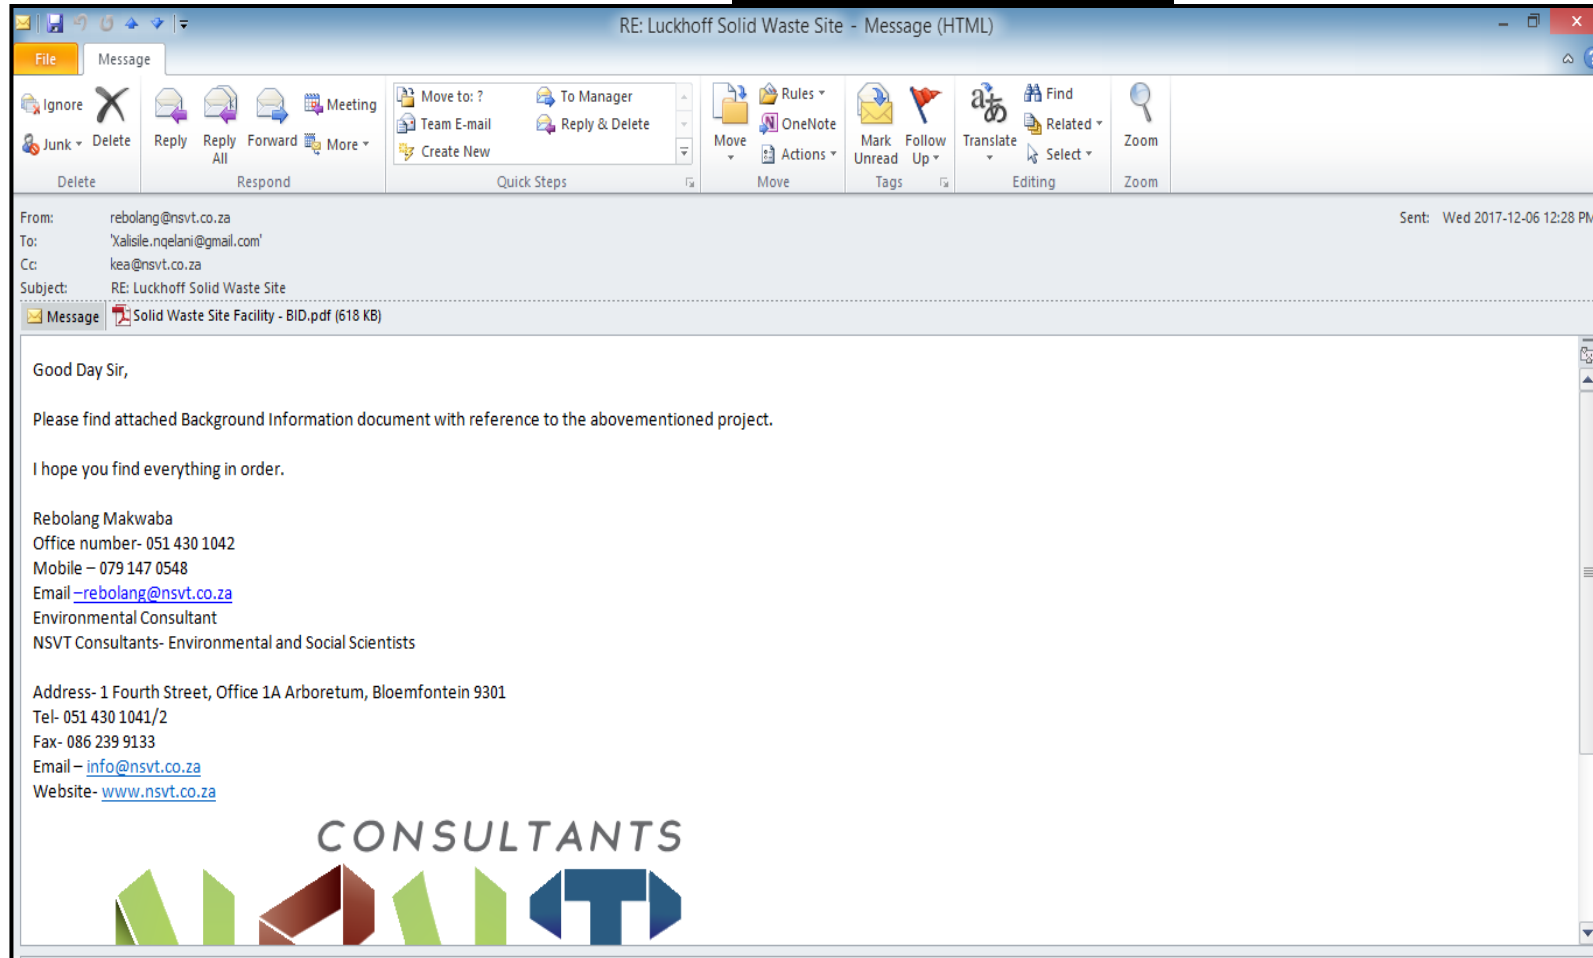 RE: Luckhoff Solid Waste Site - Message (HTML)
File Message
Ignore
Junk
Delete
Reply
Reply All
Forward
Meeting
More
Move to: ?
To Manager
Team E-mail
Reply & Delete
Create New
Move
Rules
OneNote
Actions
Mark Unread
Follow Up
Translate
Find
Related
Select
Zoom
Delete Respond Quick Steps Move Tags Editing Zoom
From: rebolang@nsvt.co.za Sent: Wed 2017-12-06 12:28 PM
To: 'Xalisile.nqelani@gmail.com'
Cc: kea@nsvt.co.za
Subject: RE: Luckhoff Solid Waste Site
Message Solid Waste Site Facility - BID.pdf (618 KB)
Good Day Sir,
Please find attached Background Information document with reference to the abovementioned project.
I hope you find everything in order.
Rebolang Makwaba
Office number- 051 430 1042
Mobile – 079 147 0548
Email –rebolang@nsvt.co.za
Environmental Consultant
NSVT Consultants- Environmental and Social Scientists
Address- 1 Fourth Street, Office 1A Arboretum, Bloemfontein 9301
Tel- 051 430 1041/2
Fax- 086 239 9133
Email – info@nsvt.co.za
Website- www.nsvt.co.za
CONSULTANTS
NSVT